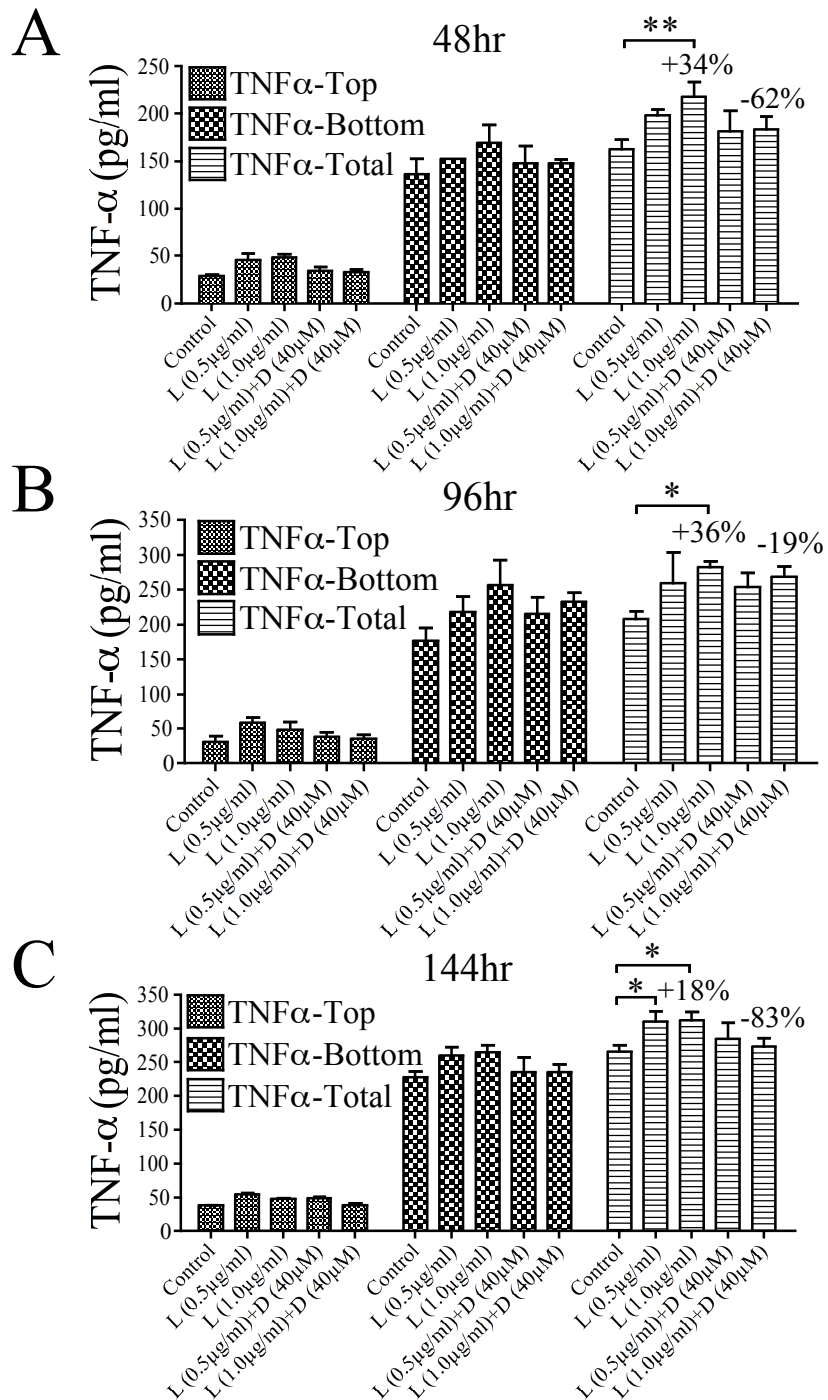 A
48hr
TNF-α (pg/ml)
250
200
150
100
50
0
TNFα-Top
TNFα-Bottom
TNFα-Total
**
+34%
-62%
Control
L (0.5μg/ml)
L (1.0μg/ml)
L (0.5μg/ml)+D (40μM)
L (1.0μg/ml)+D (40μM)
Control
L (0.5μg/ml)
L (1.0μg/ml)
L (0.5μg/ml)+D (40μM)
L (1.0μg/ml)+D (40μM)
Control
L (0.5μg/ml)
L (1.0μg/ml)
L (0.5μg/ml)+D (40μM)
L (1.0μg/ml)+D (40μM)
B
96hr
TNF-α (pg/ml)
350
300
250
200
150
100
50
0
TNFα-Top
TNFα-Bottom
TNFα-Total
*
+36%
-19%
Control
L (0.5μg/ml)
L (1.0μg/ml)
L (0.5μg/ml)+D (40μM)
L (1.0μg/ml)+D (40μM)
Control
L (0.5μg/ml)
L (1.0μg/ml)
L (0.5μg/ml)+D (40μM)
L (1.0μg/ml)+D (40μM)
Control
L (0.5μg/ml)
L (1.0μg/ml)
L (0.5μg/ml)+D (40μM)
L (1.0μg/ml)+D (40μM)
C
144hr
TNF-α (pg/ml)
350
300
250
200
150
100
50
0
TNFα-Top
TNFα-Bottom
TNFα-Total
*
*
+18%
-83%
Control
L (0.5μg/ml)
L (1.0μg/ml)
L (0.5μg/ml)+D (40μM)
L (1.0μg/ml)+D (40μM)
Control
L (0.5μg/ml)
L (1.0μg/ml)
L (0.5μg/ml)+D (40μM)
L (1.0μg/ml)+D (40μM)
Control
L (0.5μg/ml)
L (1.0μg/ml)
L (0.5μg/ml)+D (40μM)
L (1.0μg/ml)+D (40μM)